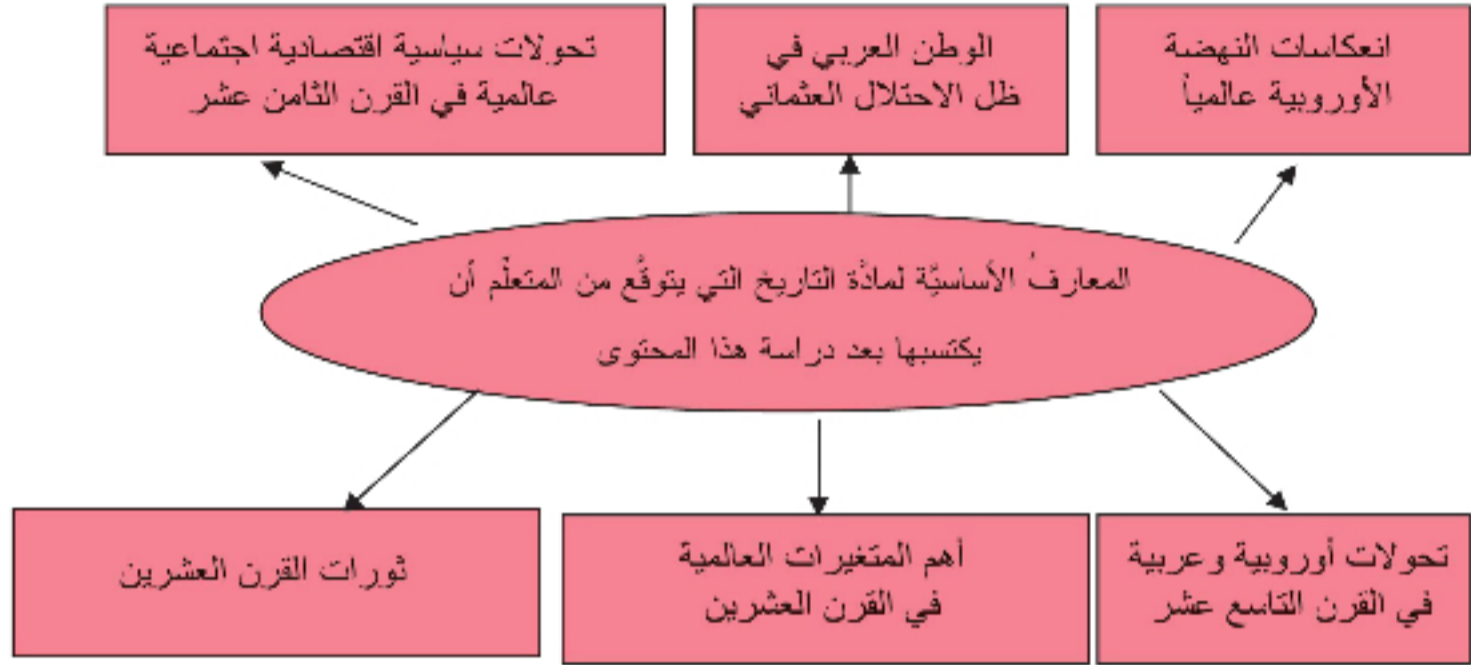 انعكاسات النهضة
الأوروبية عالمياً
الوطن العربي في
ظل الاحتلال العثماني
تحولات سياسية اقتصادية اجتماعية
عالمية في القرن الثامن عشر
المعارفُ الأساسيَّة لمادَّة التاريخ التي يتوقَّع من المتعلِّم أن
يكتسبها بعد دراسة هذا المحتوى
تحولات أوروبية وعربية
في القرن التاسع عشر
أهم المتغيرات العالمية
في القرن العشرين
ثورات القرن العشرين